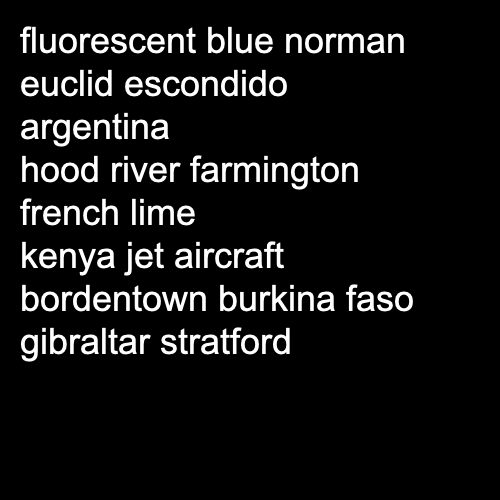 fluorescent blue norman
euclid escondido
argentina
hood river farmington
french lime
kenya jet aircraft
bordentown burkina faso
gibraltar stratford